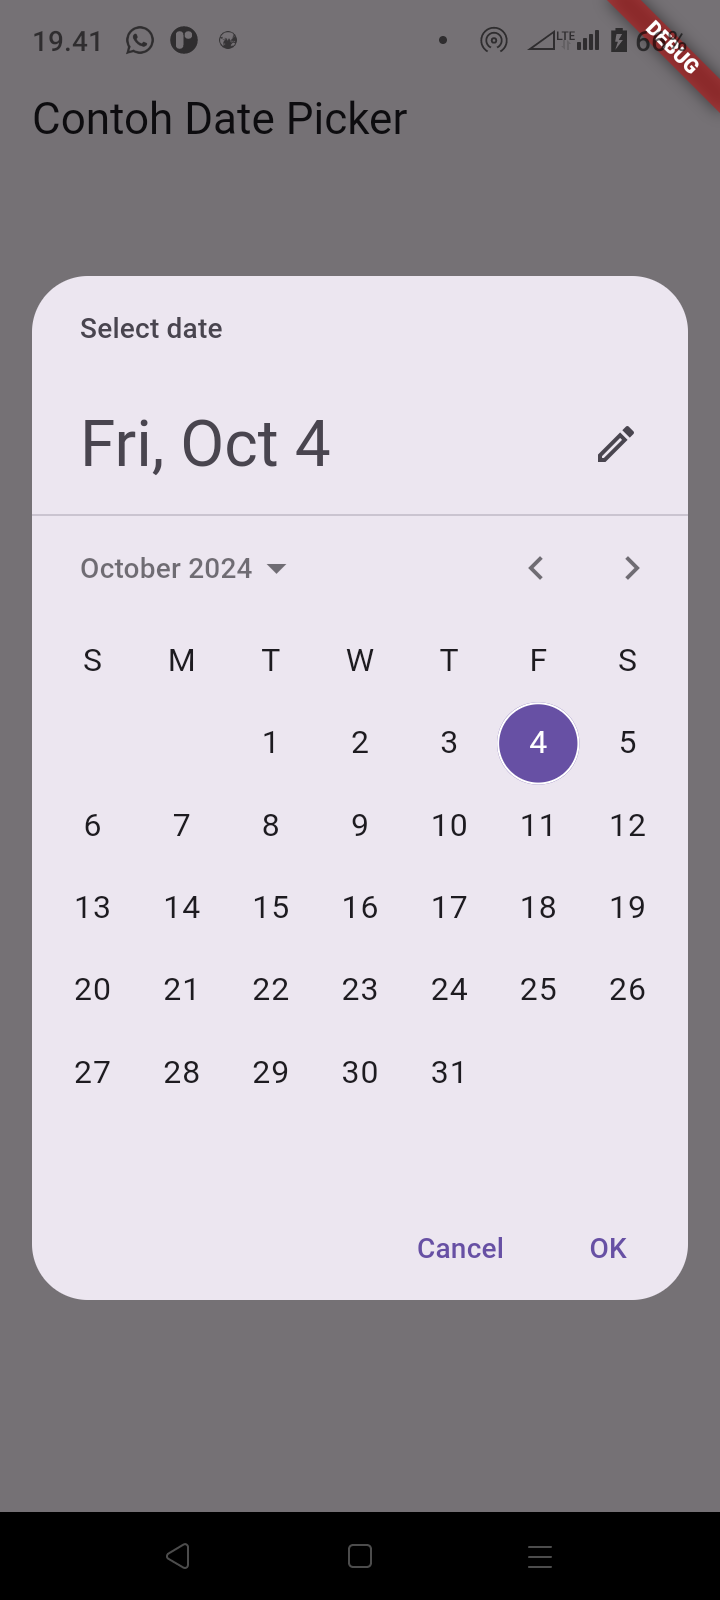 19.41
LTE
DEBUG
Contoh Date Picker
Select date
Fri, Oct 4
October 2024
S M T W T F S
1 2 3 4 5
6 7 8 9 10 11 12
13 14 15 16 17 18 19
20 21 22 23 24 25 26
27 28 29 30 31
Cancel OK